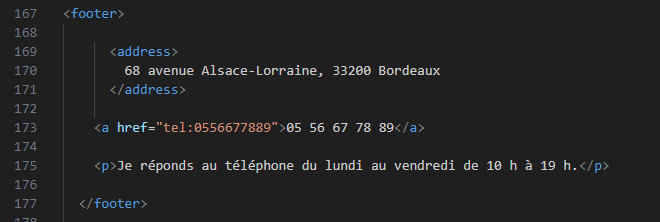 167 <footer>
168
169 <address>
170 68 avenue Alsace-Lorraine, 33200 Bordeaux
171 </address>
172
173 <a href="tel:0556677889">05 56 67 78 89</a>
174
175 <p>Je réponds au téléphone du lundi au vendredi de 10 h à 19 h.</p>
176
177 </footer>
178